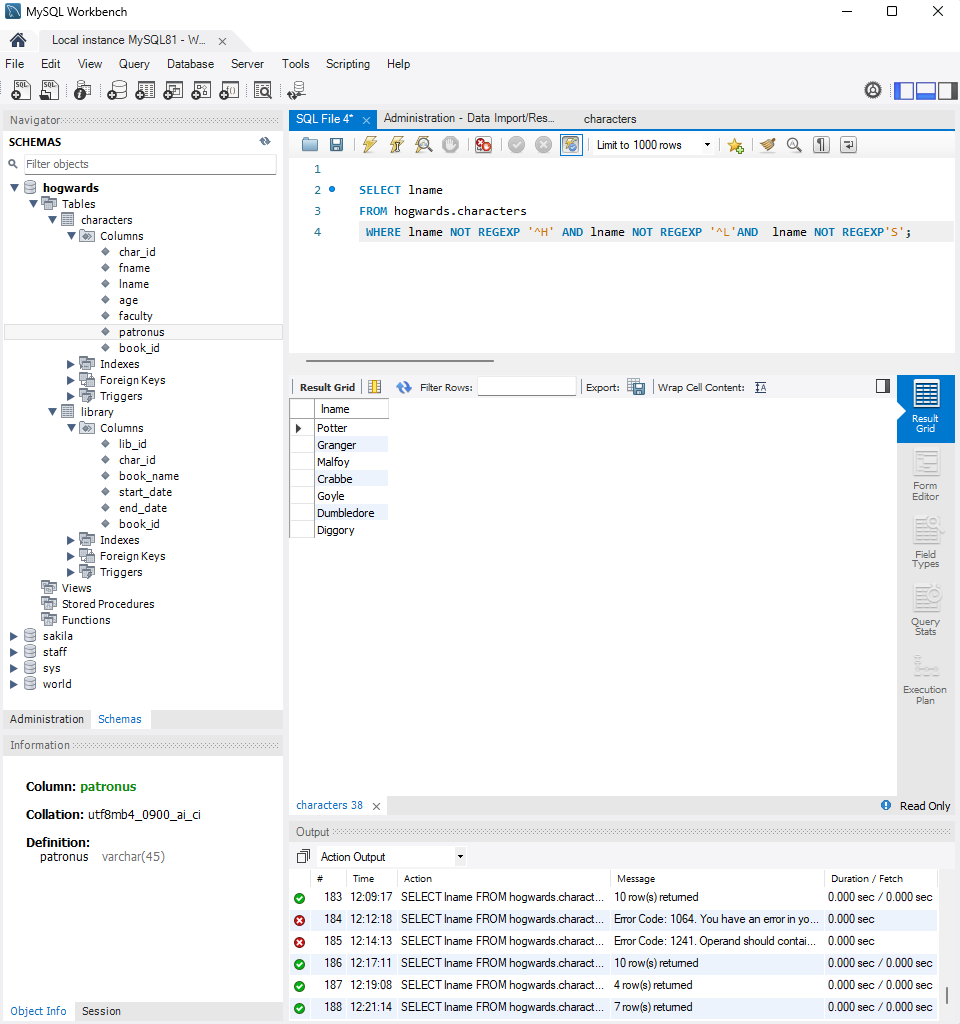 MySQL Workbench
Local instance MySQL81 - W...
File Edit View Query Database Server Tools Scripting Help
Navigator
SCHEMAS
Filter objects
hogwards
Tables
characters
Columns
char_id
fname
lname
age
faculty
patronus
book_id
Indexes
Foreign Keys
Triggers
library
Columns
lib_id
char_id
book_name
start_date
end_date
book_id
Indexes
Foreign Keys
Triggers
Views
Stored Procedures
Functions
sakila
staff
sys
world
Administration Schemas
Information
Column: patronus
Collation: utf8mb4_0900_ai_ci
Definition:
patronus varchar(45)
Object Info Session
SQL File 4* Administration - Data Import/Res... characters
Limit to 1000 rows
1
2 SELECT lname
3 FROM hogwards.characters
4 WHERE lname NOT REGEXP '^H' AND lname NOT REGEXP '^L'AND  lname NOT REGEXP'S';
Result Grid Filter Rows: Export: Wrap Cell Content:
lname
Potter
Granger
Malfoy
Crabbe
Goyle
Dumbledore
Diggory
Result
Grid
Form
Editor
Field
Types
Query
Stats
Execution
Plan
characters 38 Read Only
Output
Action Output
# Time Action Message Duration / Fetch
183 12:09:17 SELECT lname FROM hogwards.charact... 10 row(s) returned 0.000 sec / 0.000 sec
184 12:12:18 SELECT lname FROM hogwards.charact... Error Code: 1064. You have an error in yo... 0.000 sec
185 12:14:13 SELECT lname FROM hogwards.charact... Error Code: 1241. Operand should contai... 0.000 sec
186 12:17:11 SELECT lname FROM hogwards.charact... 10 row(s) returned 0.000 sec / 0.000 sec
187 12:19:08 SELECT lname FROM hogwards.charact... 4 row(s) returned 0.000 sec / 0.000 sec
188 12:21:14 SELECT lname FROM hogwards.charact... 7 row(s) returned 0.000 sec / 0.000 sec